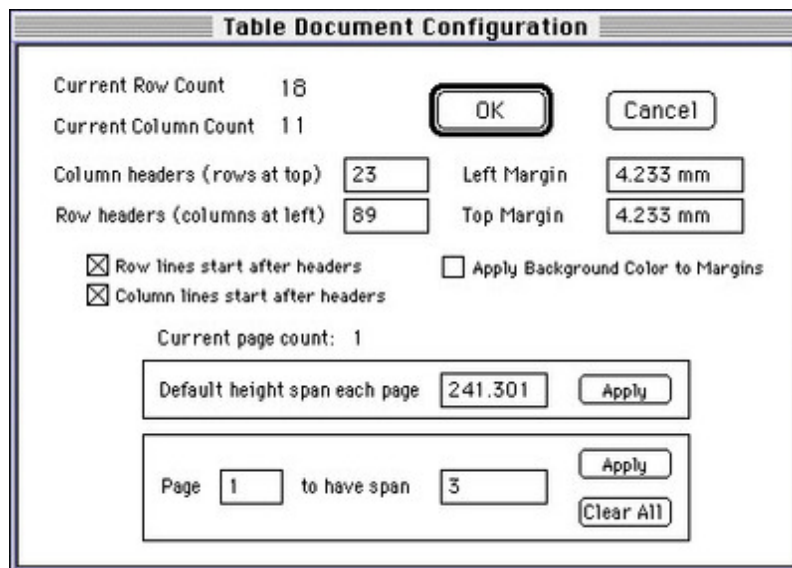 Table Document Configuration
Current Row Count 18
Current Column Count 11
OK
Cancel
Column headers (rows at top) 23
Left Margin 4.233 mm
Row headers (columns at left) 89
Top Margin 4.233 mm
Row lines start after headers
Apply Background Color to Margins
Column lines start after headers
Current page count: 1
Default height span each page 241.301 Apply
Page 1 to have span 3
Apply
Clear All